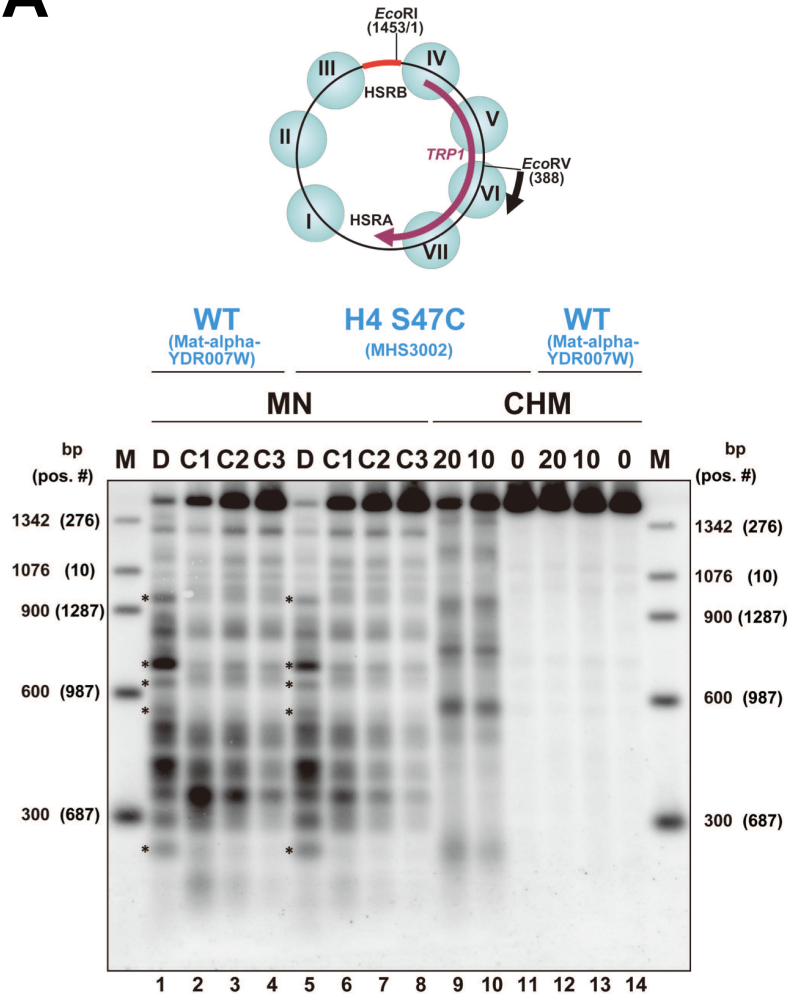 A
EcoRI
(1453/1)
III
IV
HSRB
II
V
TRP1
EcoRV
(388)
VI
I
HSRA
VII
WT
(Mat-alpha-
YDR007W)
H4 S47C
(MHS3002)
WT
(Mat-alpha-
YDR007W)
MN
CHM
bp
(pos. #)
M D C1 C2 C3 D C1 C2 C3 20 10 0 20 10 0 M
bp
(pos. #)
1342 (276)
1076 (10)
900 (1287)
600 (987)
300 (687)
*
*
*
*
*
*
*
*
*
*
1342 (276)
1076 (10)
900 (1287)
600 (987)
300 (687)
1 2 3 4 5 6 7 8 9 10 11 12 13 14